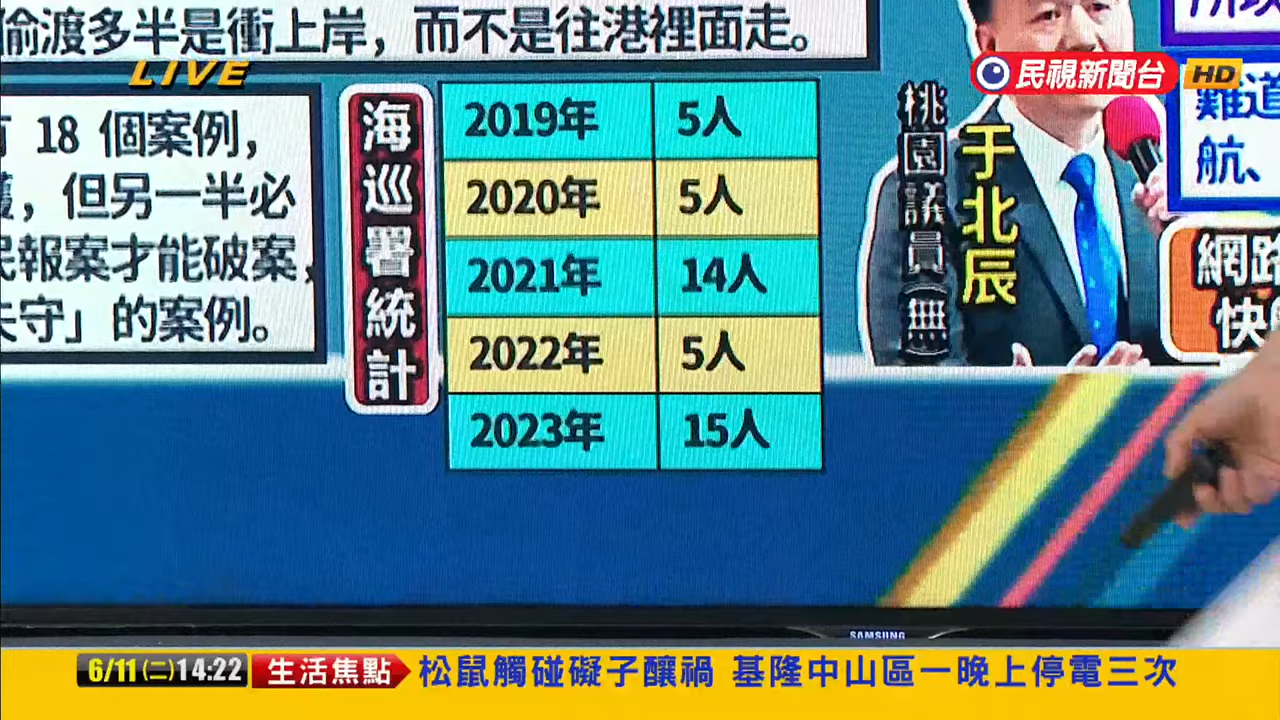 偷渡多半是衝上岸，而不是往港裡面走。
LIVE
民視新聞台
HD
18 個案例，
，但另一半必
報案才能破案，
守」的案例。
海巡署統計
2019年 5人
2020年 5人
2021年 14人
2022年 5人
2023年 15人
桃園議員(無)
于北辰
難道
航、
網路
快
SAMSUNG
6/11(二)14:22
生活焦點
松鼠觸碰礙子釀禍 基隆中山區一晚上停電三次